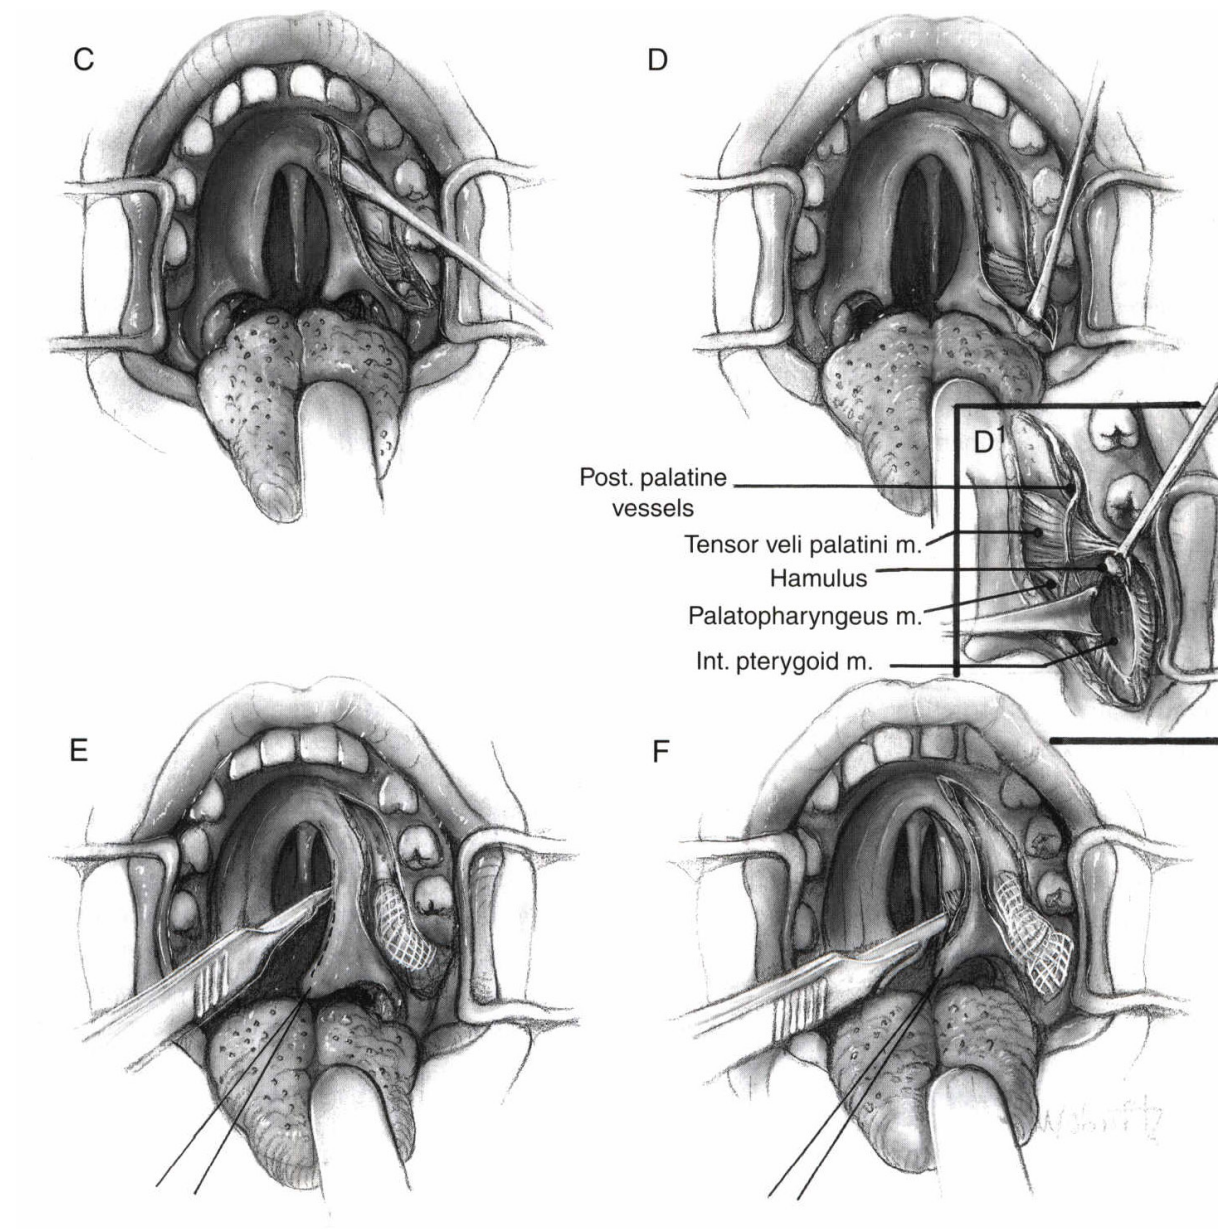 C
D
D1
Post. palatine
vessels
Tensor veli palatini m.
Hamulus
Palatopharyngeus m.
Int. pterygoid m.
E
F